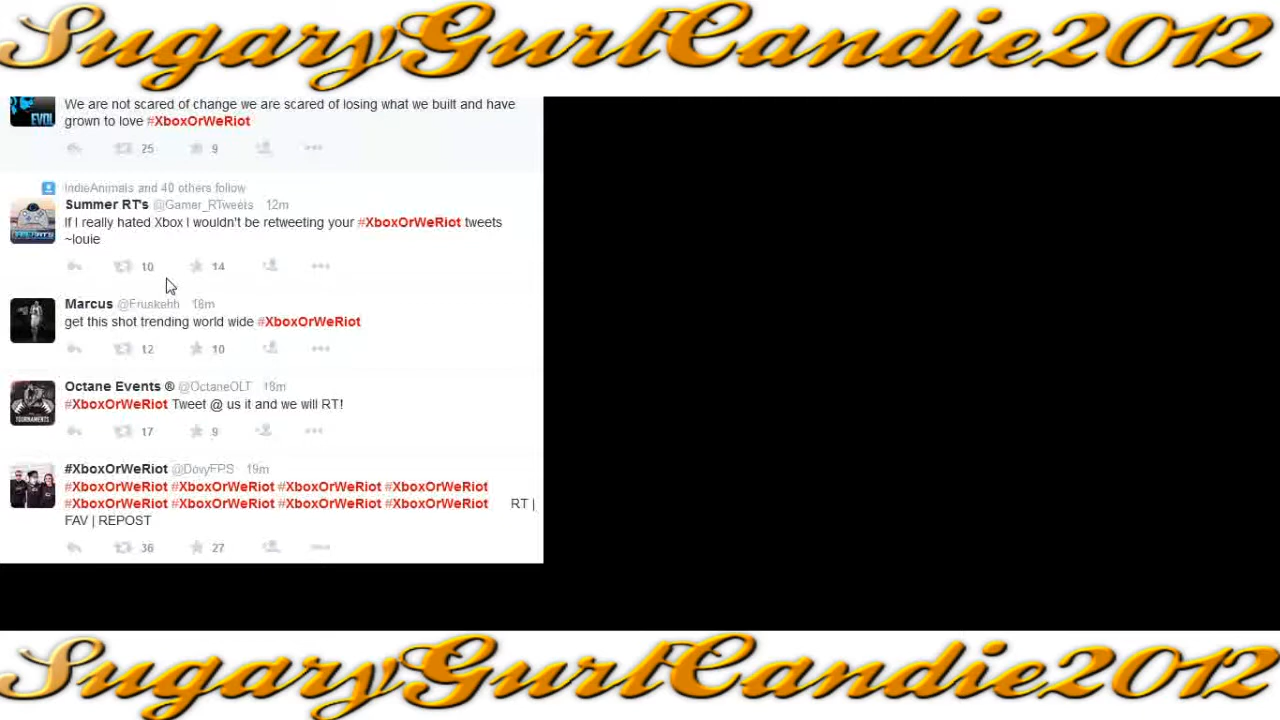 SugaryGurlCandie2012
We are not scared of change we are scared of losing what we built and have
EVOL
grown to love #XboxOrWeRiot
25 9
IndieAnimals and 40 others follow
Summer RT's @Gamer_RTweets 12m
If I really hated Xbox I wouldn't be retweeting your #XboxOrWeRiot tweets
~louie
10 14
Marcus @Fruskehh 16m
get this shot trending world wide #XboxOrWeRiot
12 10
Octane Events ® @OctaneOLT 18m
#XboxOrWeRiot Tweet @ us it and we will RT!
TOURNAMENTS
17 9
#XboxOrWeRiot @DovyFPS 19m
#XboxOrWeRiot #XboxOrWeRiot #XboxOrWeRiot #XboxOrWeRiot
#XboxOrWeRiot #XboxOrWeRiot #XboxOrWeRiot #XboxOrWeRiot RT |
FAV | REPOST
36 27
SugaryGurlCandie2012